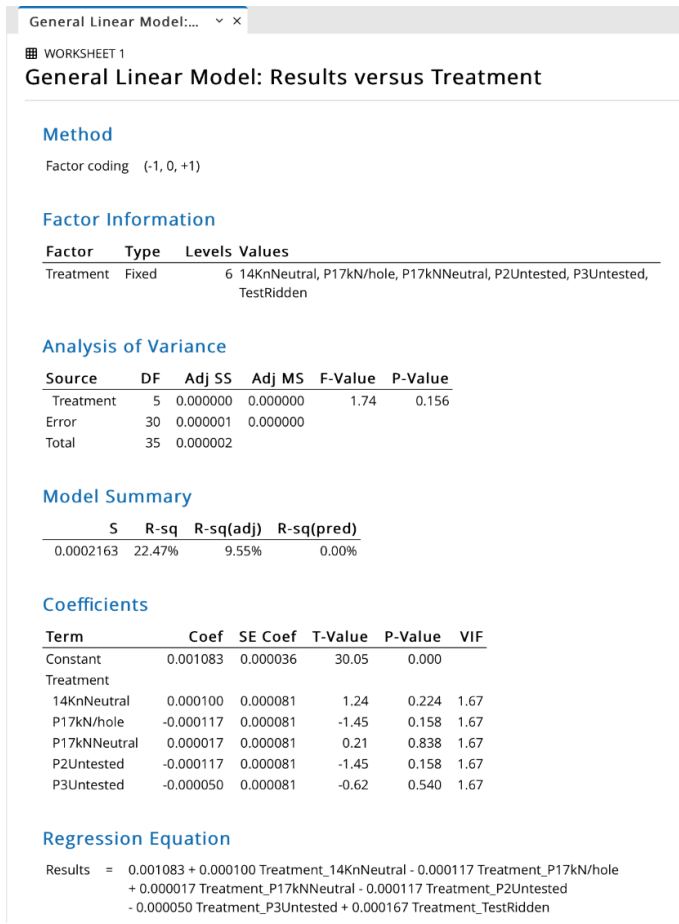 General Linear Model:...
WORKSHEET 1
General Linear Model: Results versus Treatment
Method
Factor coding (-1, 0, +1)
Factor Information
Factor Type Levels Values
Treatment Fixed 6 14KnNeutral, P17kN/hole, P17kNNeutral, P2Untested, P3Untested,
TestRidden
Analysis of Variance
Source DF Adj SS Adj MS F-Value P-Value
Treatment 5 0.000000 0.000000 1.74 0.156
Error 30 0.000001 0.000000
Total 35 0.000002
Model Summary
S R-sq R-sq(adj) R-sq(pred)
0.0002163 22.47% 9.55% 0.00%
Coefficients
Term Coef SE Coef T-Value P-Value VIF
Constant 0.001083 0.000036 30.05 0.000
Treatment
14KnNeutral 0.000100 0.000081 1.24 0.224 1.67
P17kN/hole -0.000117 0.000081 -1.45 0.158 1.67
P17kNNeutral 0.000017 0.000081 0.21 0.838 1.67
P2Untested -0.000117 0.000081 -1.45 0.158 1.67
P3Untested -0.000050 0.000081 -0.62 0.540 1.67
Regression Equation
Results = 0.001083 + 0.000100 Treatment_14KnNeutral - 0.000117 Treatment_P17kN/hole
+ 0.000017 Treatment_P17kNNeutral - 0.000117 Treatment_P2Untested
- 0.000050 Treatment_P3Untested + 0.000167 Treatment_TestRidden